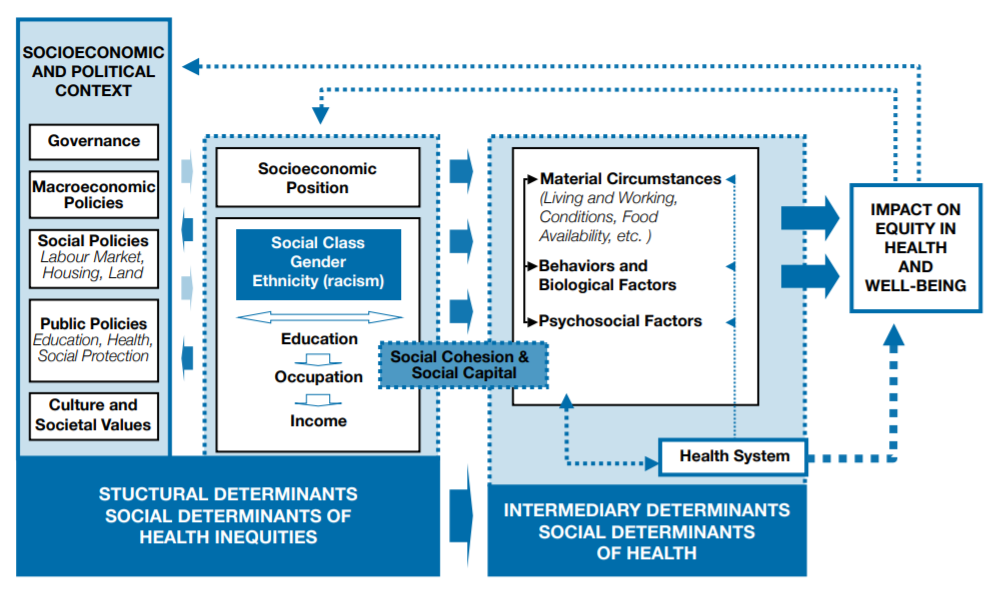 SOCIOECONOMIC
AND POLITICAL
CONTEXT
Governance
Macroeconomic
Policies
Social Policies
Labour Market,
Housing, Land
Public Policies
Education, Health,
Social Protection
Culture and
Societal Values
Socioeconomic
Position
Social Class
Gender
Ethnicity (racism)
Education
Occupation
Income
Social Cohesion &
Social Capital
Material Circumstances
(Living and Working,
Conditions, Food
Availability, etc. )
Behaviors and
Biological Factors
Psychosocial Factors
Health System
IMPACT ON
EQUITY IN
HEALTH
AND
WELL-BEING
STUCTURAL DETERMINANTS
SOCIAL DETERMINANTS OF
HEALTH INEQUITIES
INTERMEDIARY DETERMINANTS
SOCIAL DETERMINANTS
OF HEALTH